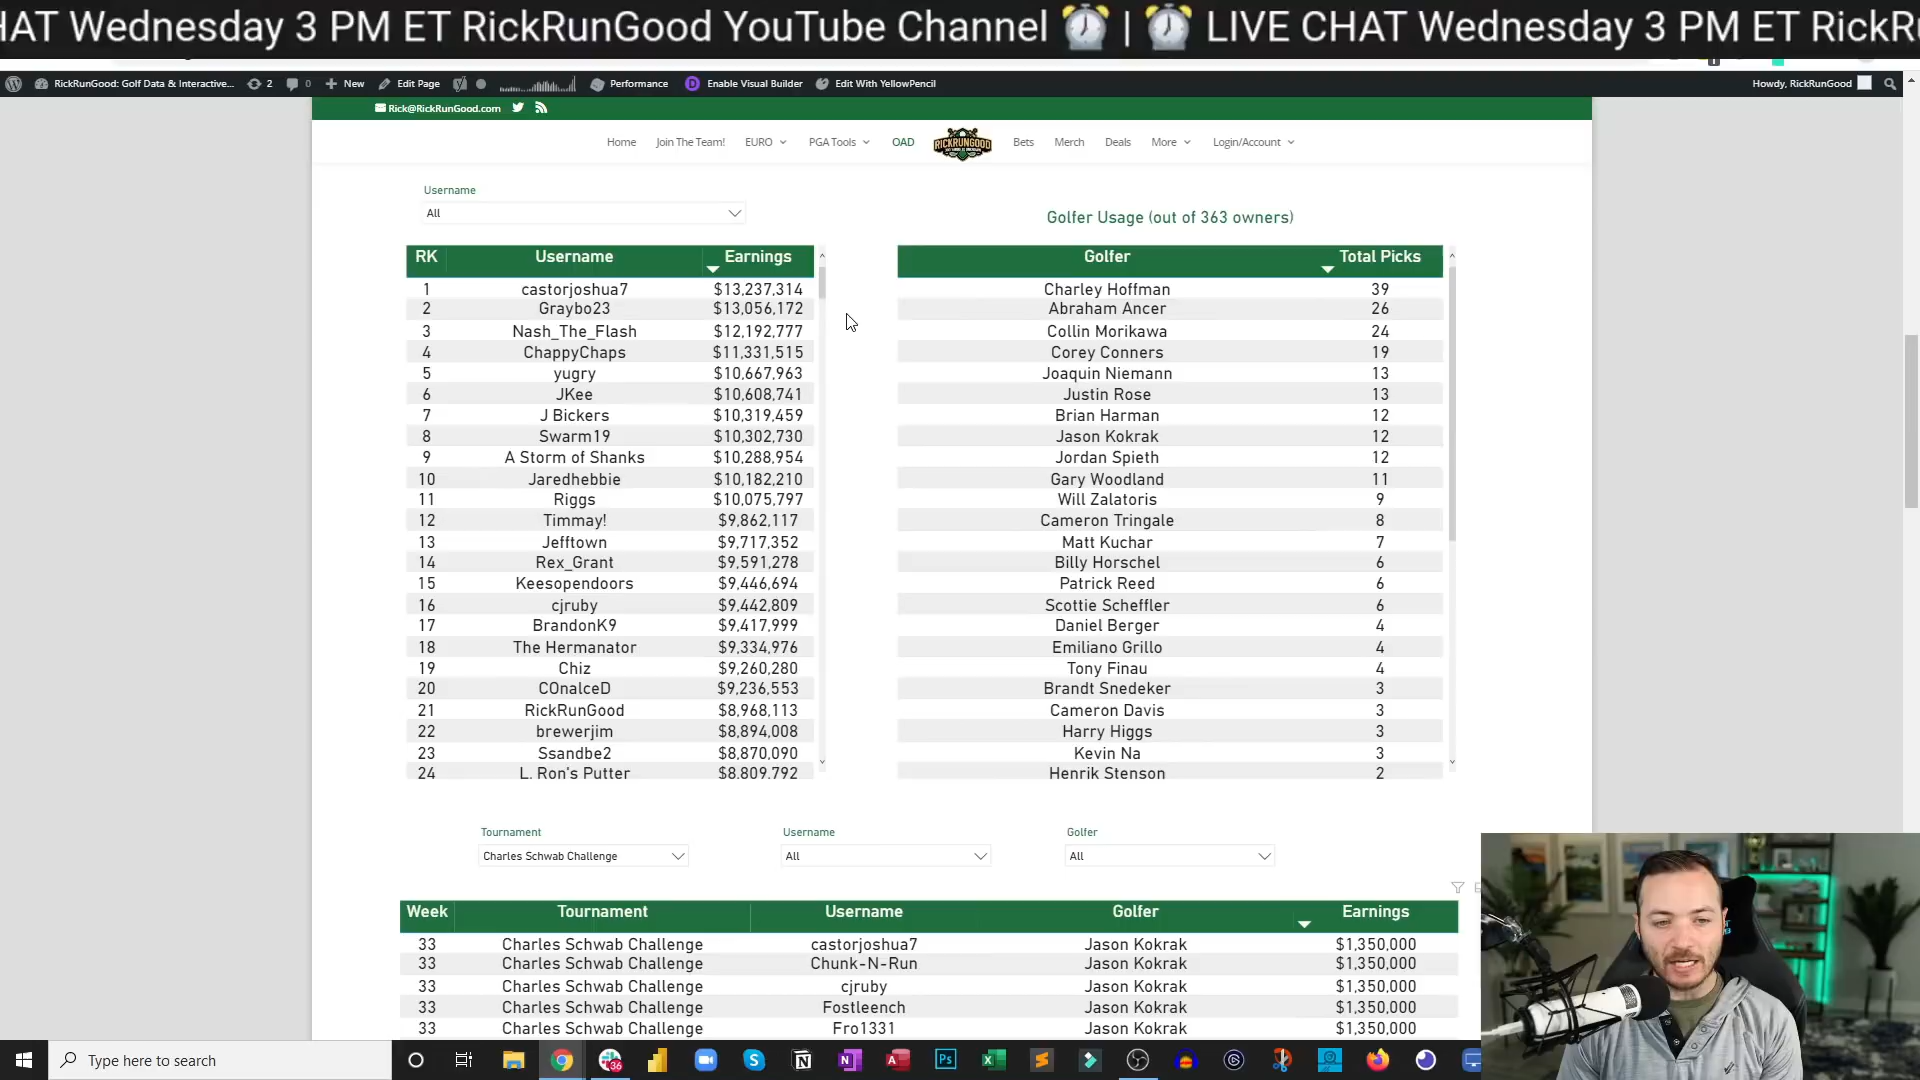 HAT Wednesday 3 PM ET RickRunGood YouTube Channel ⏰ | ⏰ LIVE CHAT Wednesday 3 PM ET RickRu
RickRunGood: Golf Data & Interactive... 2 0 New Edit Page Performance Enable Visual Builder Edit With YellowPencil Howdy, RickRunGood
Rick@RickRunGood.com
Home Join The Team! EURO PGA Tools OAD RICKRUNGOOD Bets Merch Deals More Login/Account
Username
All
Golfer Usage (out of 363 owners)
RK Username Earnings Golfer Total Picks
1 castorjoshua7 $13,237,314 Charley Hoffman 39
2 Graybo23 $13,056,172 Abraham Ancer 26
3 Nash_The_Flash $12,192,777 Collin Morikawa 24
4 ChappyChaps $11,331,515 Corey Conners 19
5 yugry $10,667,963 Joaquin Niemann 13
6 JKee $10,608,741 Justin Rose 13
7 J Bickers $10,319,459 Brian Harman 12
8 Swarm19 $10,302,730 Jason Kokrak 12
9 A Storm of Shanks $10,288,954 Jordan Spieth 12
10 Jaredhebbie $10,182,210 Gary Woodland 11
11 Riggs $10,075,797 Will Zalatoris 9
12 Timmay! $9,862,117 Cameron Tringale 8
13 Jefftown $9,717,352 Matt Kuchar 7
14 Rex_Grant $9,591,278 Billy Horschel 6
15 Keesopendoors $9,446,694 Patrick Reed 6
16 cjruby $9,442,809 Scottie Scheffler 6
17 BrandonK9 $9,417,999 Daniel Berger 4
18 The Hermanator $9,334,976 Emiliano Grillo 4
19 Chiz $9,260,280 Tony Finau 4
20 COnalceD $9,236,553 Brandt Snedeker 3
21 RickRunGood $8,968,113 Cameron Davis 3
22 brewerjim $8,894,008 Harry Higgs 3
23 Ssandbe2 $8,870,090 Kevin Na 3
24 L. Ron's Putter $8,809,792 Henrik Stenson 2
Tournament Username Golfer
Charles Schwab Challenge All All
Week Tournament Username Golfer Earnings
33 Charles Schwab Challenge castorjoshua7 Jason Kokrak $1,350,000
33 Charles Schwab Challenge Chunk-N-Run Jason Kokrak $1,350,000
33 Charles Schwab Challenge cjruby Jason Kokrak $1,350,000
33 Charles Schwab Challenge Fostleench Jason Kokrak $1,350,000
33 Charles Schwab Challenge Fro1331 Jason Kokrak $1,350,000
Type here to search 36 Ps